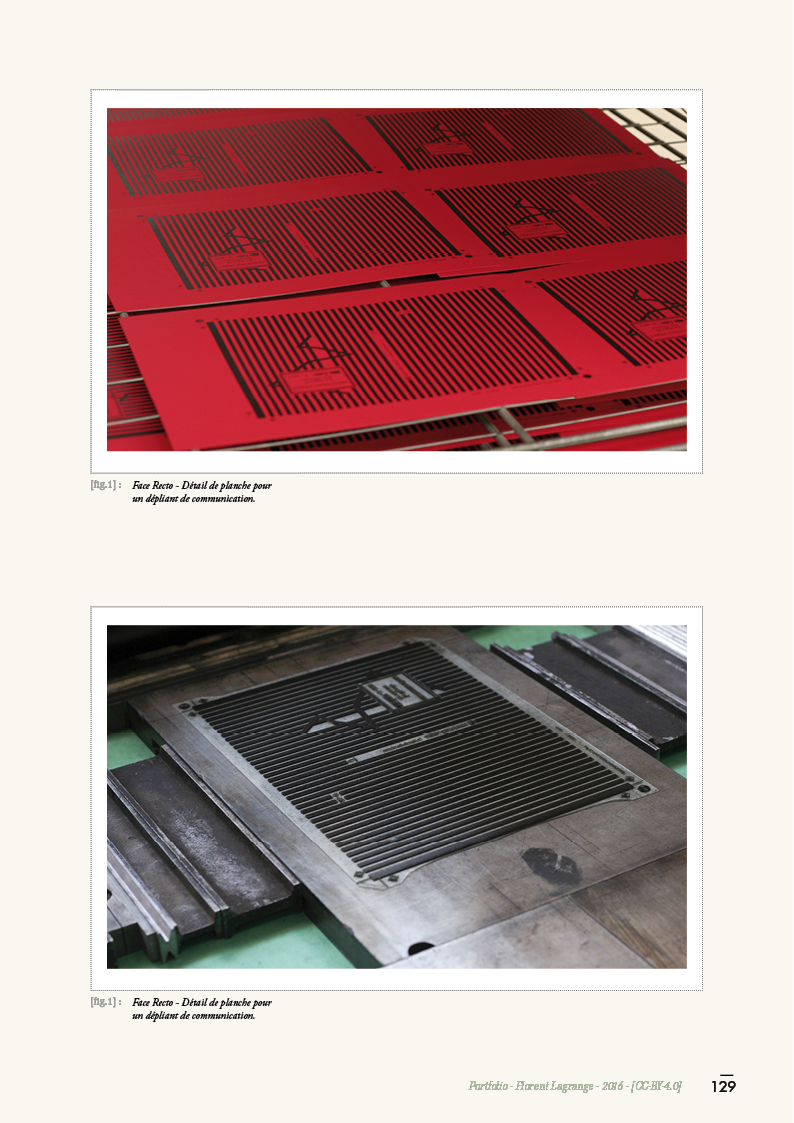 [fig.1] : Face Recto - Détail de planche pour
un dépliant de communication.
[fig.1] : Face Recto - Détail de planche pour
un dépliant de communication.
Portfolio - Florent Lagrange - 2016 - [CC-BY-4.0] 129